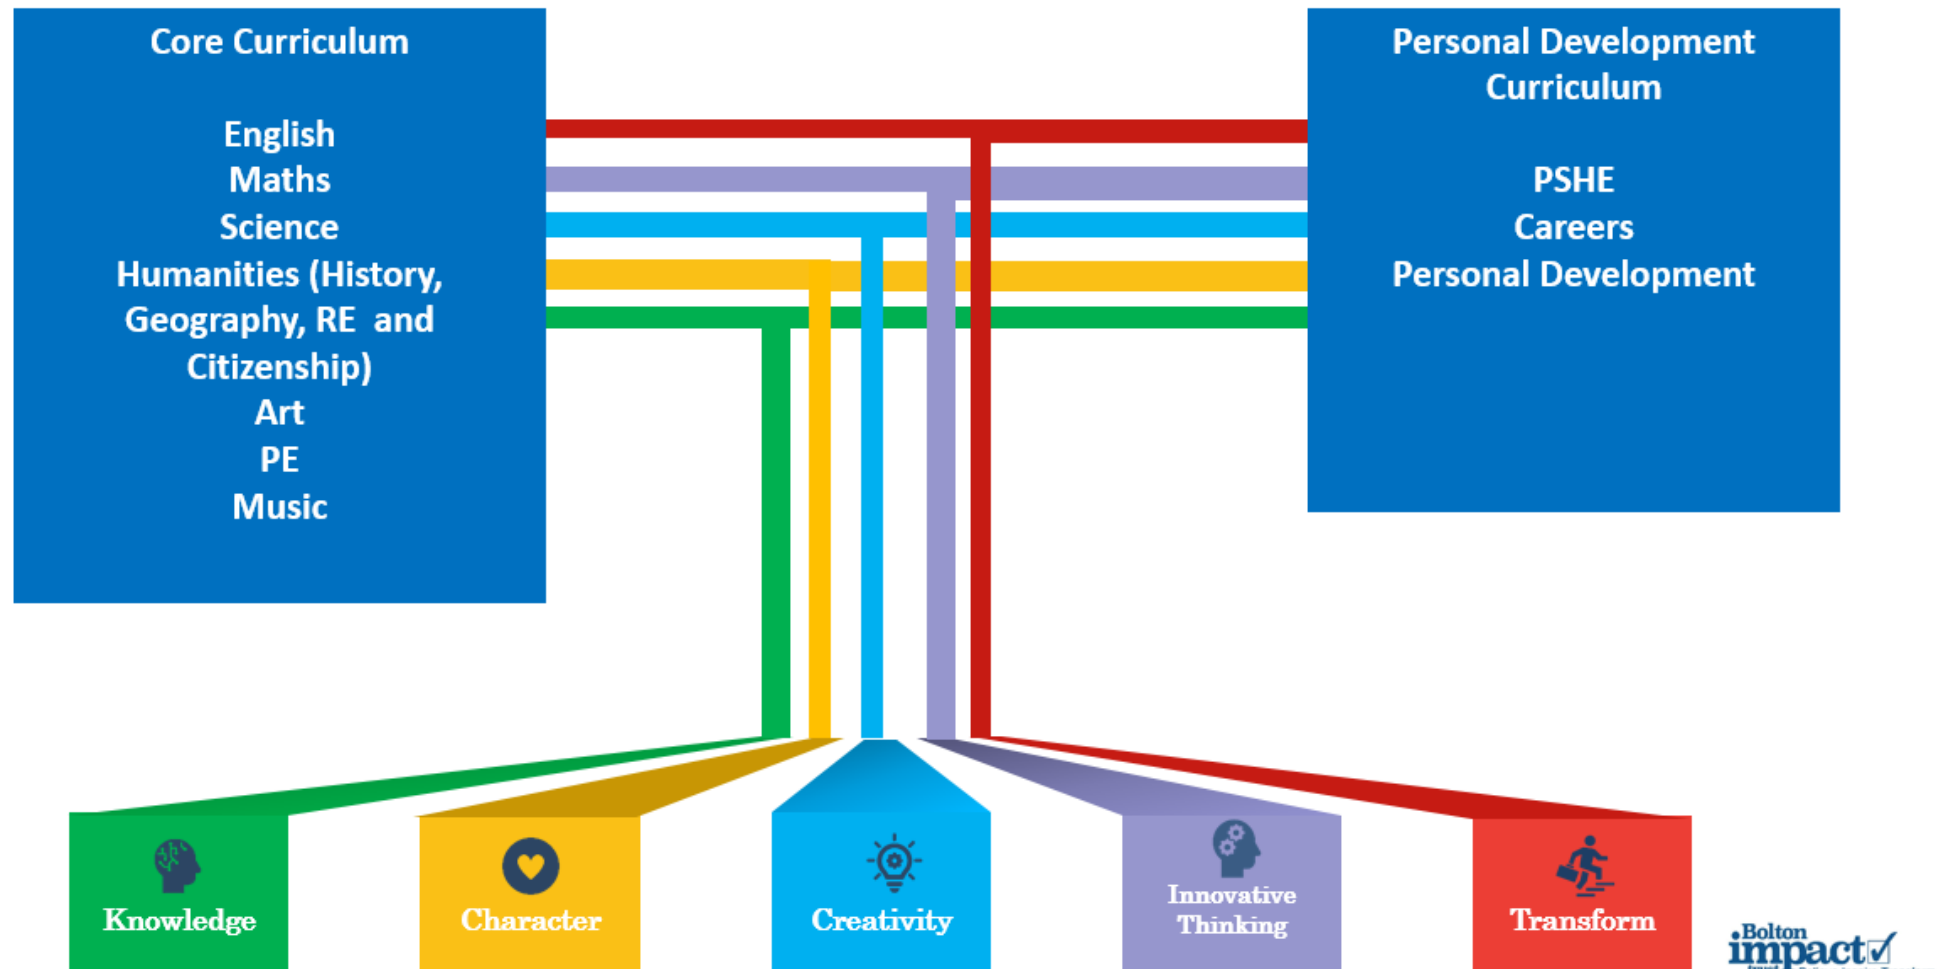 Core Curriculum
English
Maths
Science
Humanities (History,
Geography, RE and
Citizenship)
Art
PE
Music
Personal Development
Curriculum
PSHE
Careers
Personal Development
Knowledge
Character
Creativity
Innovative
Thinking
Transform
Bolton
impact